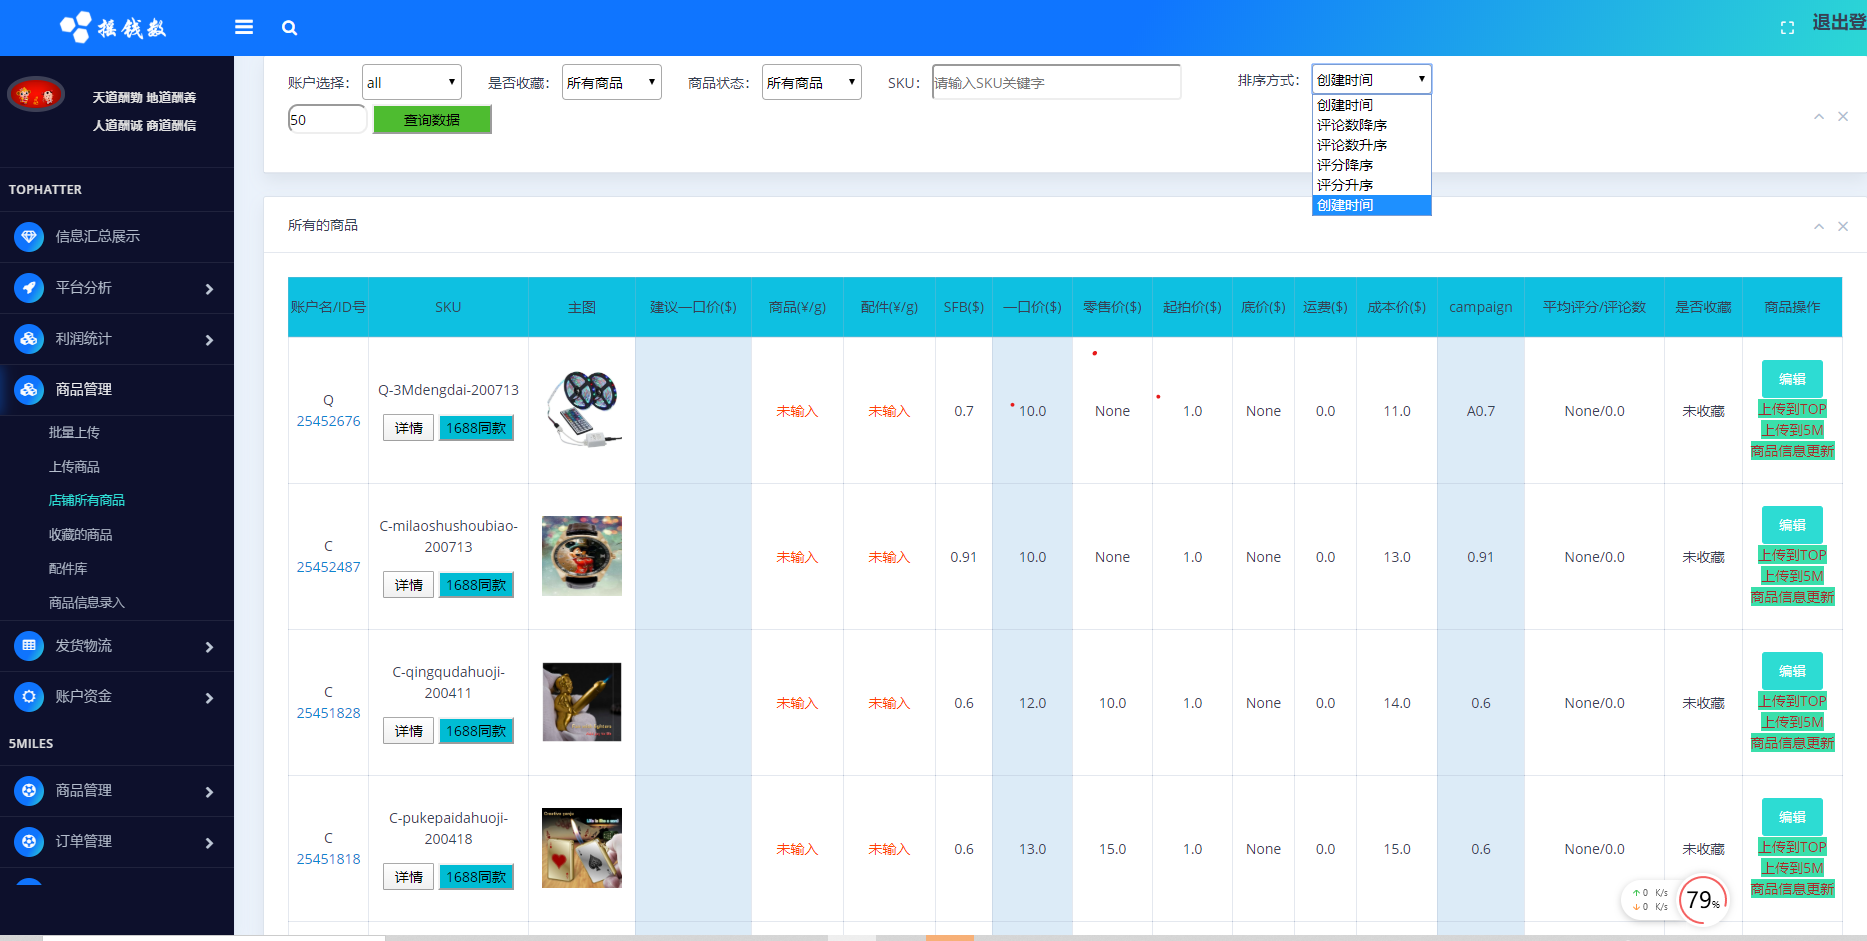 摇钱数
退出登
天道酬勤 地道酬善
人道酬诚 商道酬信
TOPHATTER
信息汇总展示
平台分析
利润统计
商品管理
批量上传
上传商品
店铺所有商品
收藏的商品
配件库
商品信息录入
发货物流
账户资金
5MILES
商品管理
订单管理
账户选择： all 是否收藏： 所有商品 商品状态： 所有商品 SKU： 请输入SKU关键字 排序方式： 创建时间
创建时间
评论数降序
评论数升序
评分降序
评分升序
创建时间
50 查询数据
所有的商品
账户名/ID号 SKU 主图 建议一口价($) 商品(¥/g) 配件(¥/g) SFB($) 一口价($) 零售价($) 起拍价($) 底价($) 运费($) 成本价($) campaign 平均评分/评论数 是否收藏 商品操作
Q
25452676
Q-3Mdengdai-200713
详情 1688同款
未输入 未输入 0.7 10.0 None 1.0 None 0.0 11.0 A0.7 None/0.0 未收藏
编辑
上传到TOP
上传到5M
商品信息更新
C
25452487
C-milaoshushoubiao-
200713
详情 1688同款
未输入 未输入 0.91 10.0 None 1.0 None 0.0 13.0 0.91 None/0.0 未收藏
编辑
上传到TOP
上传到5M
商品信息更新
C
25451828
C-qingqudahuoji-
200411
详情 1688同款
未输入 未输入 0.6 12.0 10.0 1.0 None 0.0 14.0 0.6 None/0.0 未收藏
编辑
上传到TOP
上传到5M
商品信息更新
C
25451818
C-pukepaidahuoji-
200418
详情 1688同款
未输入 未输入 0.6 13.0 15.0 1.0 None 0.0 15.0 0.6 None/0.0 未收藏
编辑
上传到TOP
上传到5M
商品信息更新
0 K/s
0 K/s
79%